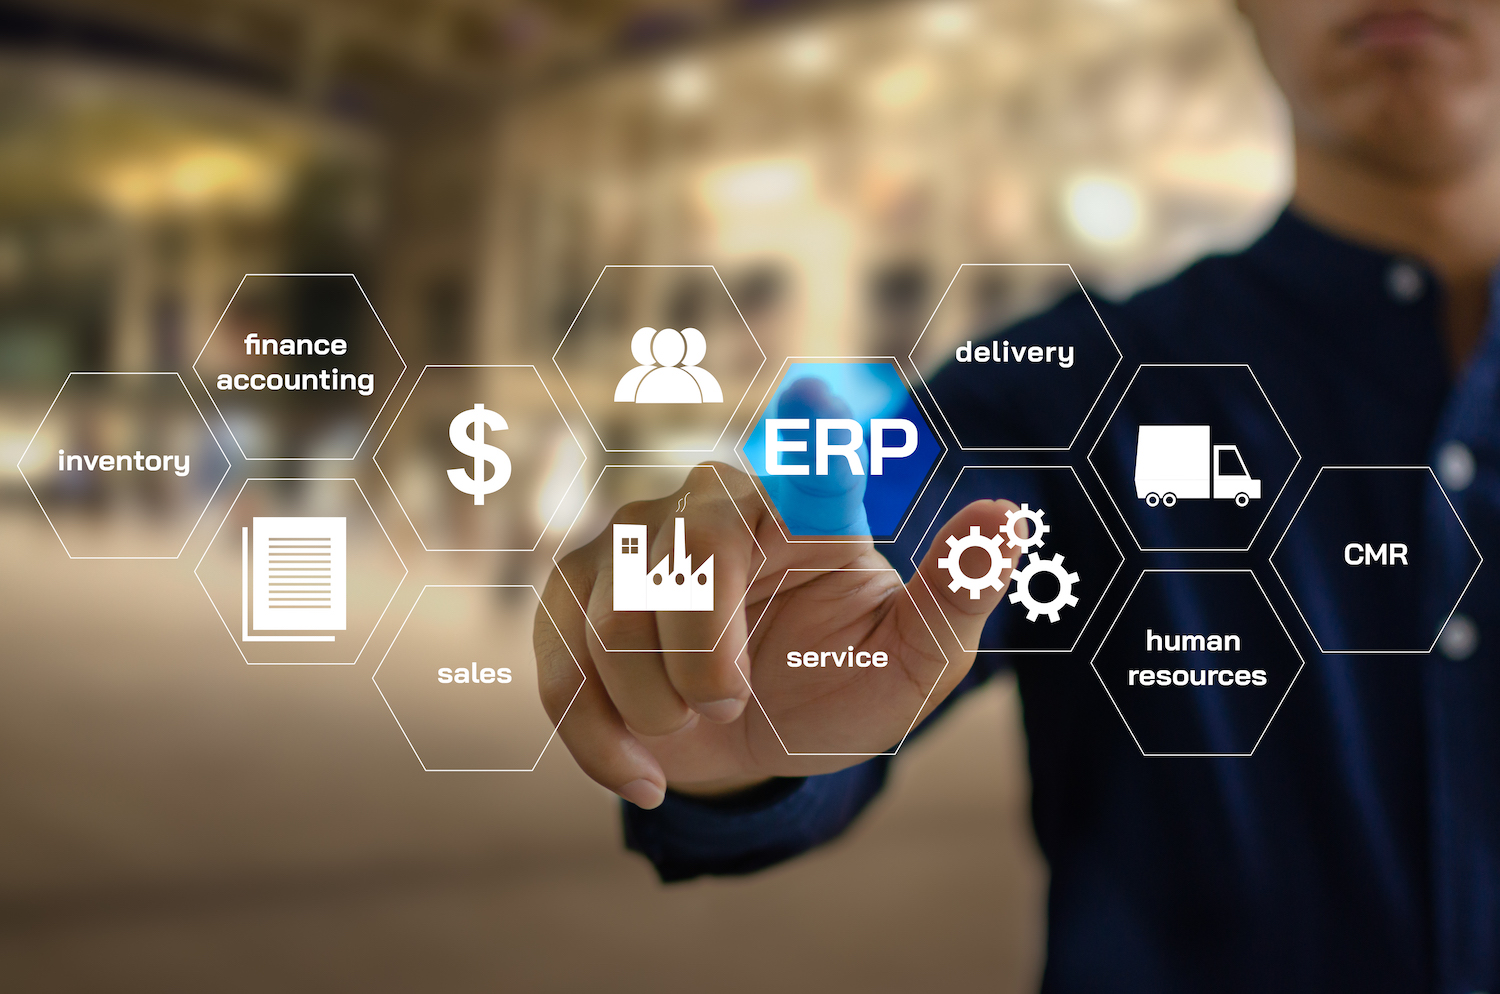 finance
accounting
inventory
$
ERP
delivery
sales
service
human
resources
CMR